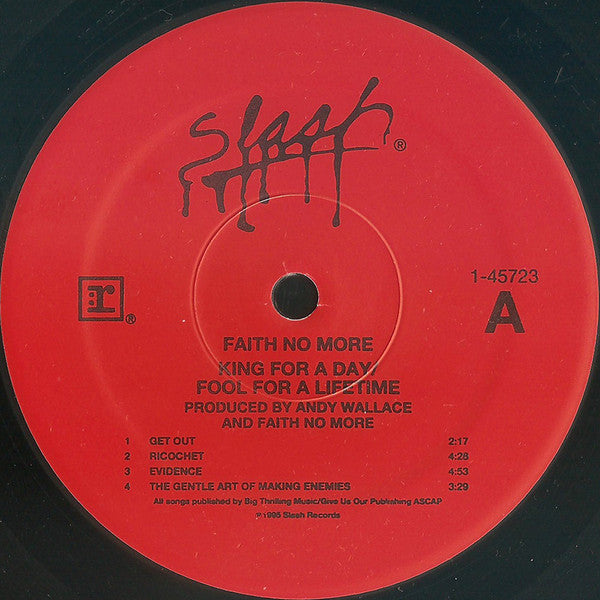 Slash®
1-45723
r®
A
FAITH NO MORE
KING FOR A DAY/
FOOL FOR A LIFETIME
PRODUCED BY ANDY WALLACE
AND FAITH NO MORE
1 GET OUT 2:17
2 RICOCHET 4:28
3 EVIDENCE 4:53
4 THE GENTLE ART OF MAKING ENEMIES 3:29
All songs published by Big Thrilling Music/Give Us Our Publishing ASCAP
℗1995 Slash Records